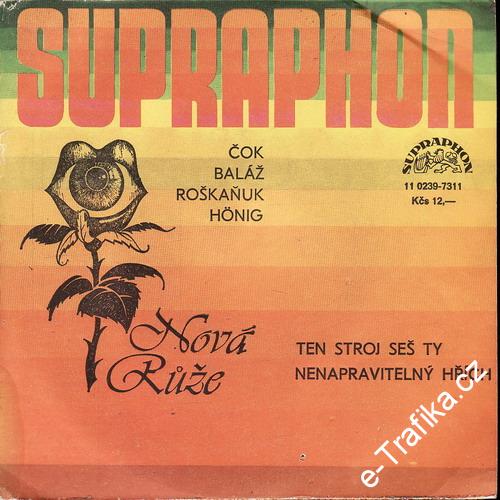 SUPRAPHON
ČOK
BALÁŽ
ROŠKAŇUK
HÖNIG
SUPRAPHON
11 0239-7311
Kčs 12,—
Nová
Růže
TEN STROJ SEŠ TY
NENAPRAVITELNÝ HŘÍCH
e-Trafika.cz